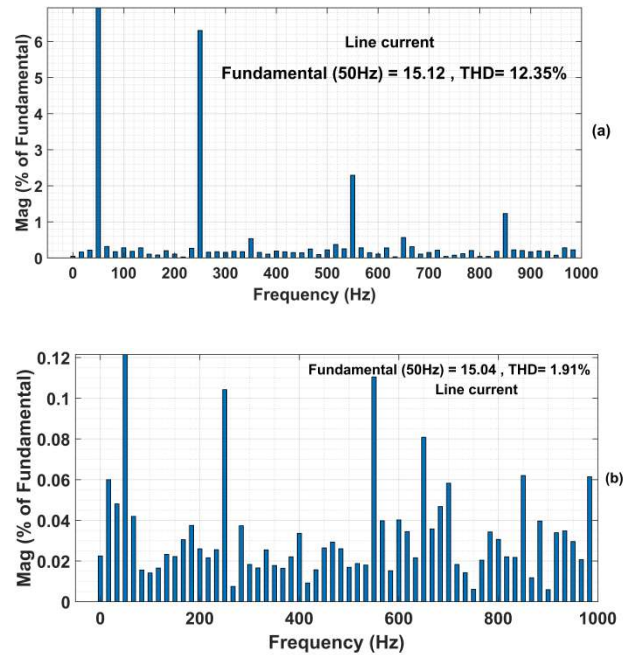 6
5
4
3
2
1
0
Mag (% of Fundamental)
Line current
Fundamental (50Hz) = 15.12 , THD= 12.35%
(a)
0 100 200 300 400 500 600 700 800 900 1000
Frequency (Hz)
0.12
0.1
0.08
0.06
0.04
0.02
0
Mag (% of Fundamental)
Fundamental (50Hz) = 15.04 , THD= 1.91%
Line current
(b)
0 200 400 600 800 1000
Frequency (Hz)